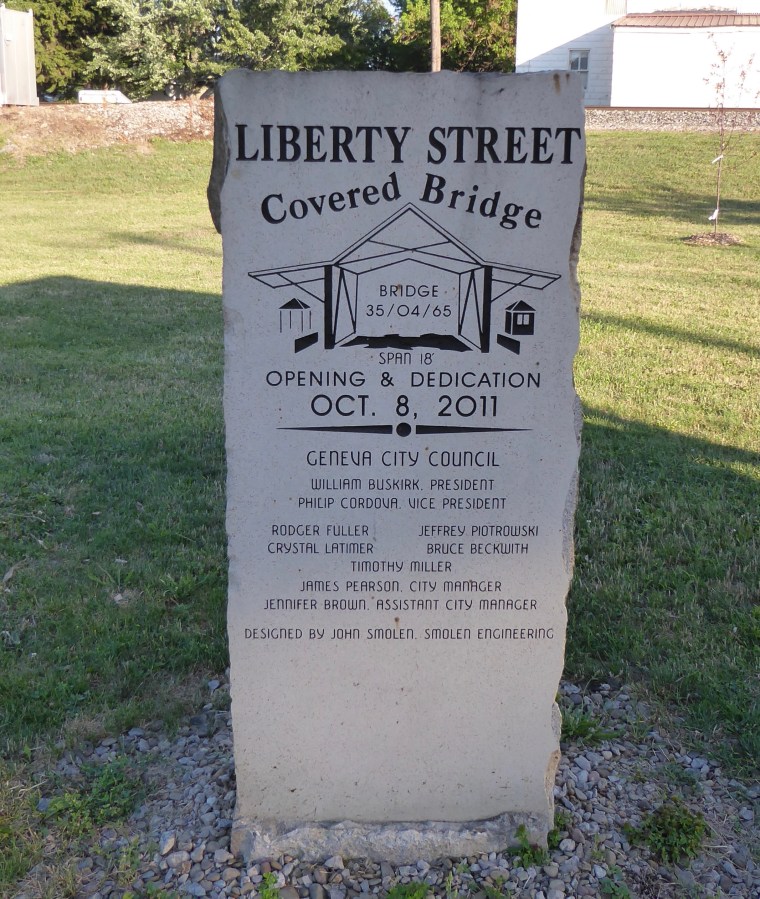 LIBERTY STREET
Covered Bridge
BRIDGE
35/04/65
SPAN 18'
OPENING & DEDICATION
OCT. 8, 2011
GENEVA CITY COUNCIL
WILLIAM BUSKIRK, PRESIDENT
PHILIP CORDOVA, VICE PRESIDENT
RODGER FULLER JEFFREY PIOTROWSKI
CRYSTAL LATIMER BRUCE BECKWITH
TIMOTHY MILLER
JAMES PEARSON, CITY MANAGER
JENNIFER BROWN, ASSISTANT CITY MANAGER
DESIGNED BY JOHN SMOLEN, SMOLEN ENGINEERING